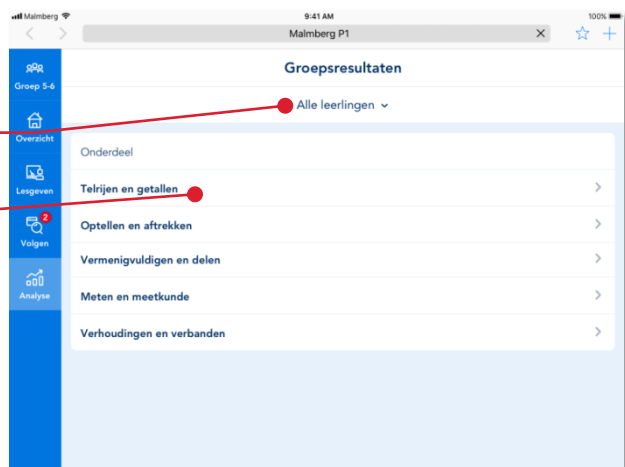 Malmberg 9:41 AM 100%
Malmberg P1
Groep 5-6
Groepsresultaten
Alle leerlingen
Overzicht
Lesgeven
2
Volgen
Analyse
Onderdeel
Telrijen en getallen
Optellen en aftrekken
Vermenigvuldigen en delen
Meten en meetkunde
Verhoudingen en verbanden